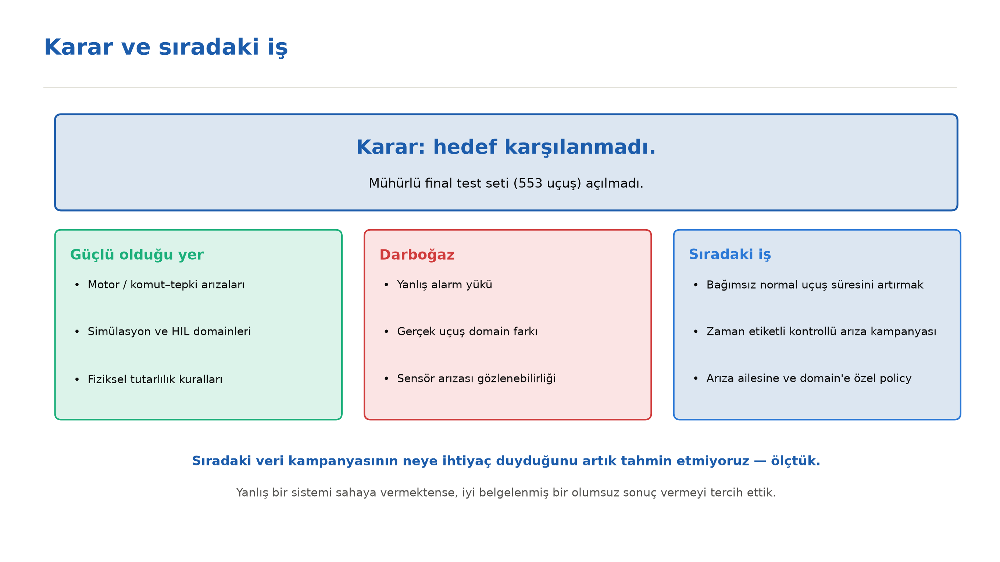 Karar ve sıradaki iş
Karar: hedef karşılanmadı.
Mühürlü final test seti (553 uçuş) açılmadı.
Güçlü olduğu yer
• Motor / komut–tepki arızaları
• Simülasyon ve HIL domainleri
• Fiziksel tutarlılık kuralları
Darboğaz
• Yanlış alarm yükü
• Gerçek uçuş domain farkı
• Sensör arızası gözlenebilirliği
Sıradaki iş
• Bağımsız normal uçuş süresini artırmak
• Zaman etiketli kontrollü arıza kampanyası
• Arıza ailesine ve domain'e özel policy
Sıradaki veri kampanyasının neye ihtiyaç duyduğunu artık tahmin etmiyoruz — ölçtük.
Yanlış bir sistemi sahaya vermektense, iyi belgelenmiş bir olumsuz sonuç vermeyi tercih ettik.